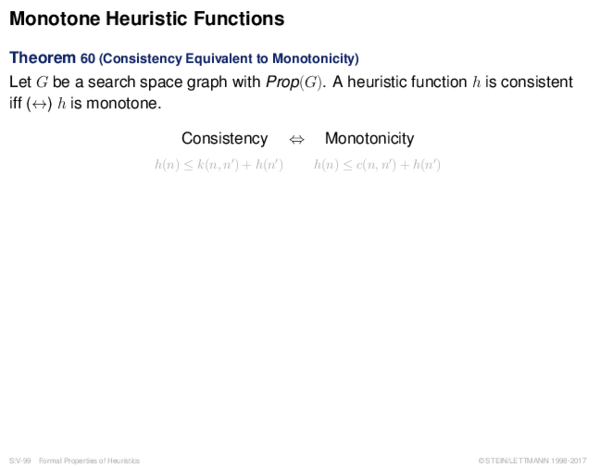 Monotone Heuristic Functions
Theorem 60 (Consistency Equivalent to Monotonicity)
Let G be a search space graph with Prop(G). A heuristic function h is consistent
iff (↔) h is monotone.
Consistency ⇔ Monotonicity
h(n) ≤ k(n, n′) + h(n′) h(n) ≤ c(n, n′) + h(n′)
S:V-99 Formal Properties of Heuristics ©STEIN/LETTMANN 1998-2017